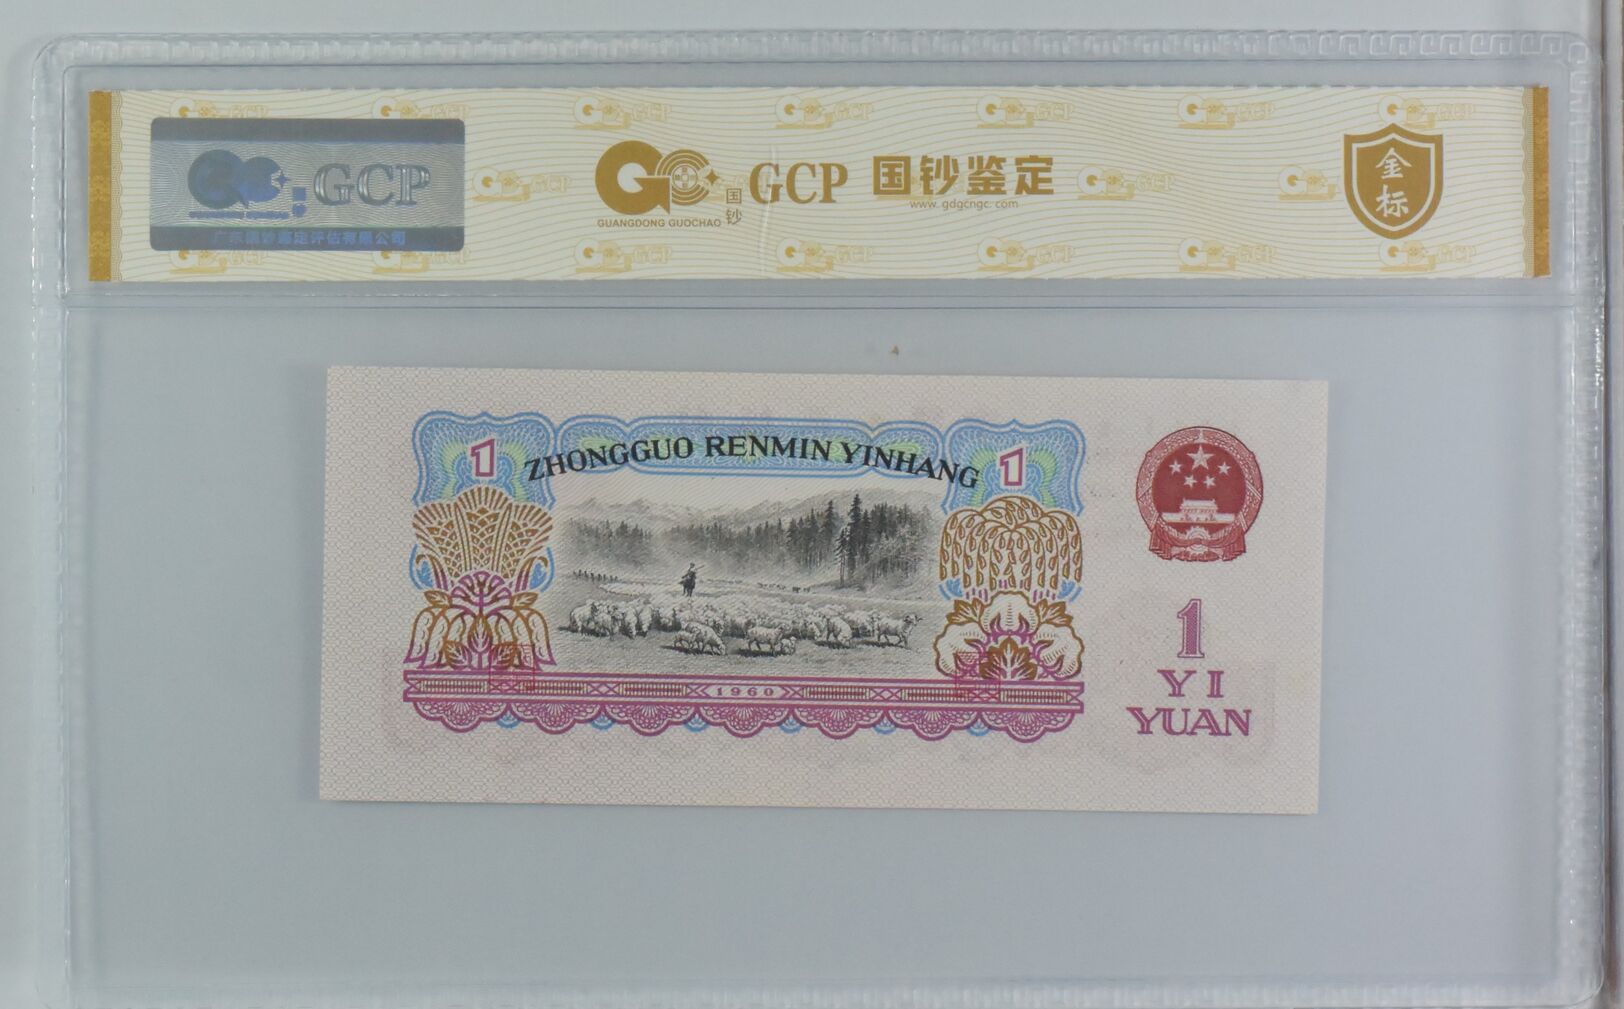 GCP
广东国钞鉴定评估有限公司
GUANGDONG GUOCHAO
国钞
GCP 国钞鉴定
www.gdgcngc.com
金标
1
ZHONGGUO RENMIN YINHANG
1
1960
1
YI
YUAN